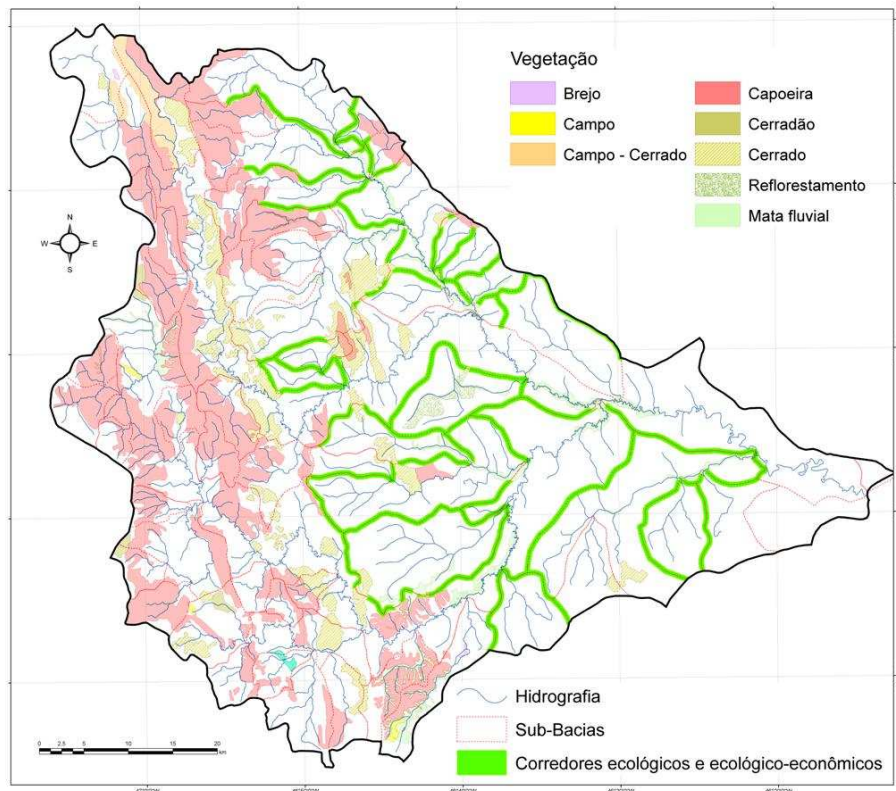 Vegetação
Brejo
Campo
Campo - Cerrado
Capoeira
Cerradão
Cerrado
Reflorestamento
Mata fluvial
N
W E
S
Hidrografia
Sub-Bacias
Corredores ecológicos e ecológico-econômicos
0 2,5 5 10 15 20
km